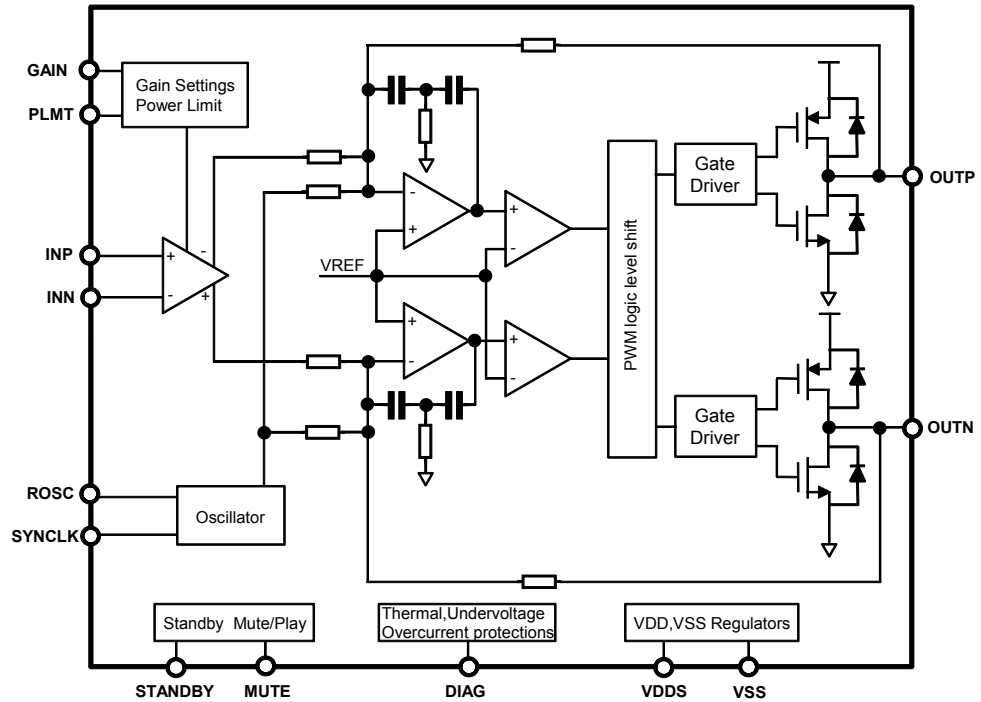 GAIN
PLMT
Gain Settings
Power Limit
INP
INN
+
-
-
+
-
+
VREF
+
-
+
-
+
-
PWM logic level shift
Gate
Driver
OUTP
Gate
Driver
OUTN
ROSC
SYNCLK
Oscillator
Standby Mute/Play
Thermal,Undervoltage
Overcurrent protections
VDD,VSS Regulators
STANDBY
MUTE
DIAG
VDDS
VSS